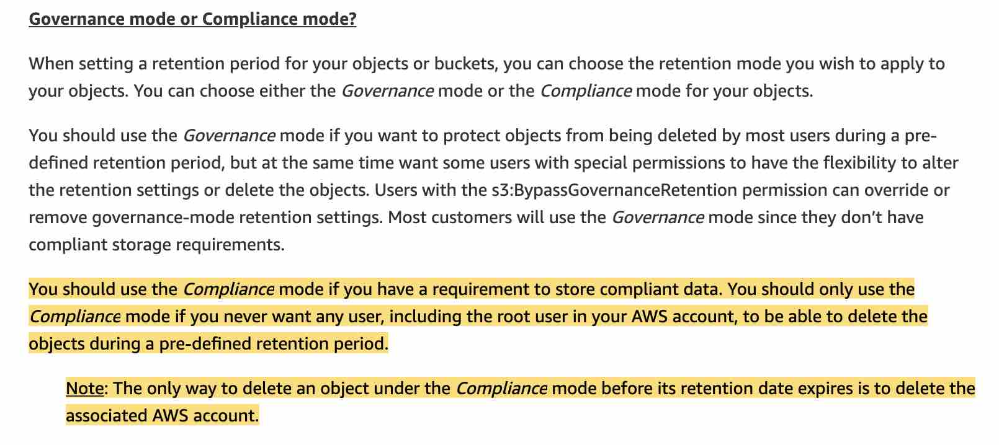 Governance mode or Compliance mode?
When setting a retention period for your objects or buckets, you can choose the retention mode you wish to apply to
your objects. You can choose either the Governance mode or the Compliance mode for your objects.
You should use the Governance mode if you want to protect objects from being deleted by most users during a pre-
defined retention period, but at the same time want some users with special permissions to have the flexibility to alter
the retention settings or delete the objects. Users with the s3:BypassGovernanceRetention permission can override or
remove governance-mode retention settings. Most customers will use the Governance mode since they don’t have
compliant storage requirements.
You should use the Compliance mode if you have a requirement to store compliant data. You should only use the
Compliance mode if you never want any user, including the root user in your AWS account, to be able to delete the
objects during a pre-defined retention period.
Note: The only way to delete an object under the Compliance mode before its retention date expires is to delete the
associated AWS account.